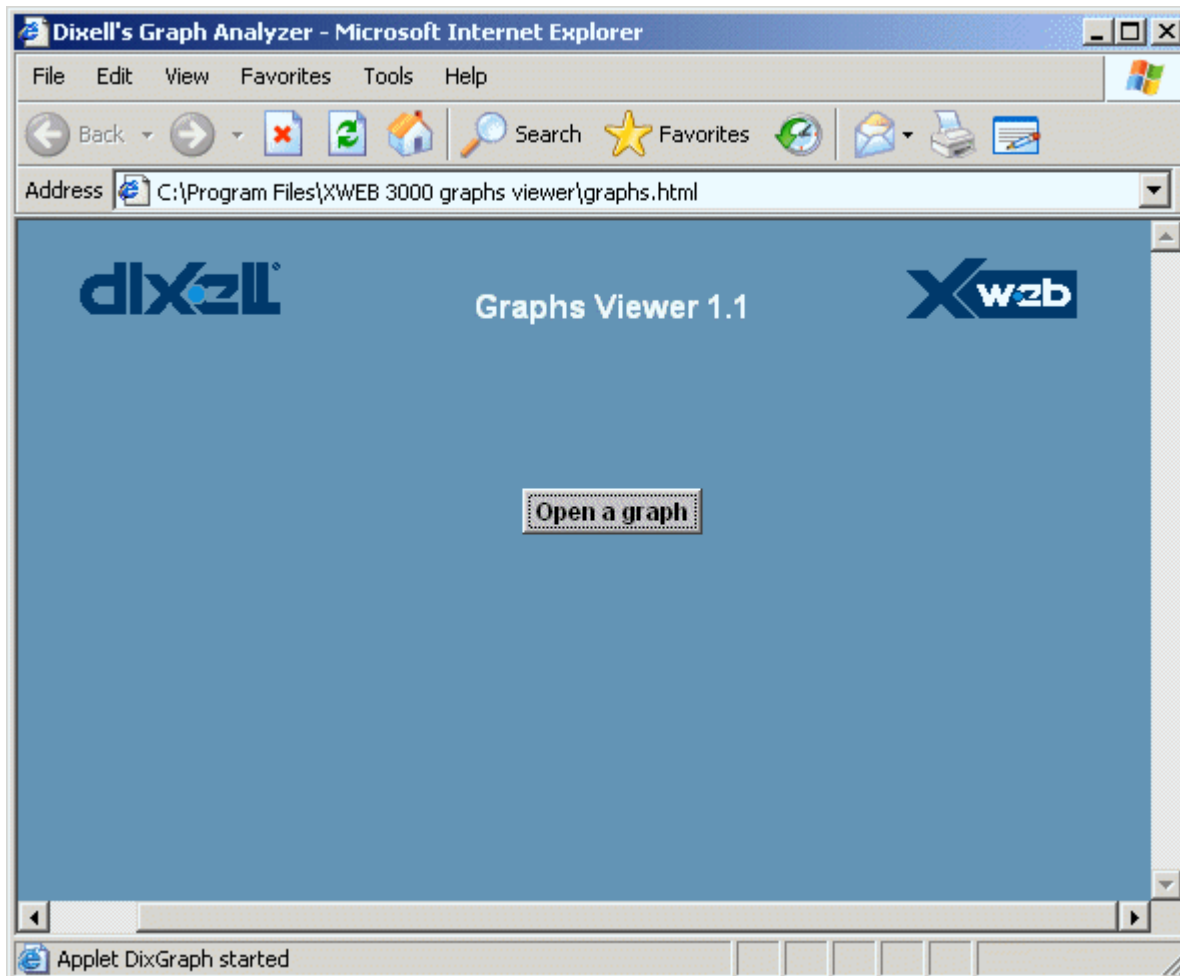 Dixell's Graph Analyzer - Microsoft Internet Explorer
File Edit View Favorites Tools Help
Back Search Favorites
Address C:\Program Files\XWEB 3000 graphs viewer\graphs.html
dixell
Graphs Viewer 1.1
Xweb
Open a graph
Applet DixGraph started